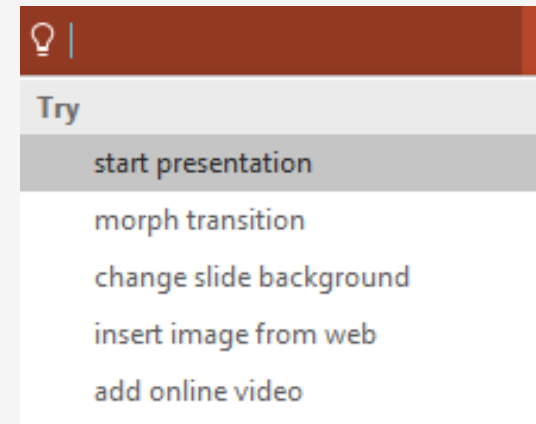 Try
start presentation
morph transition
change slide background
insert image from web
add online video